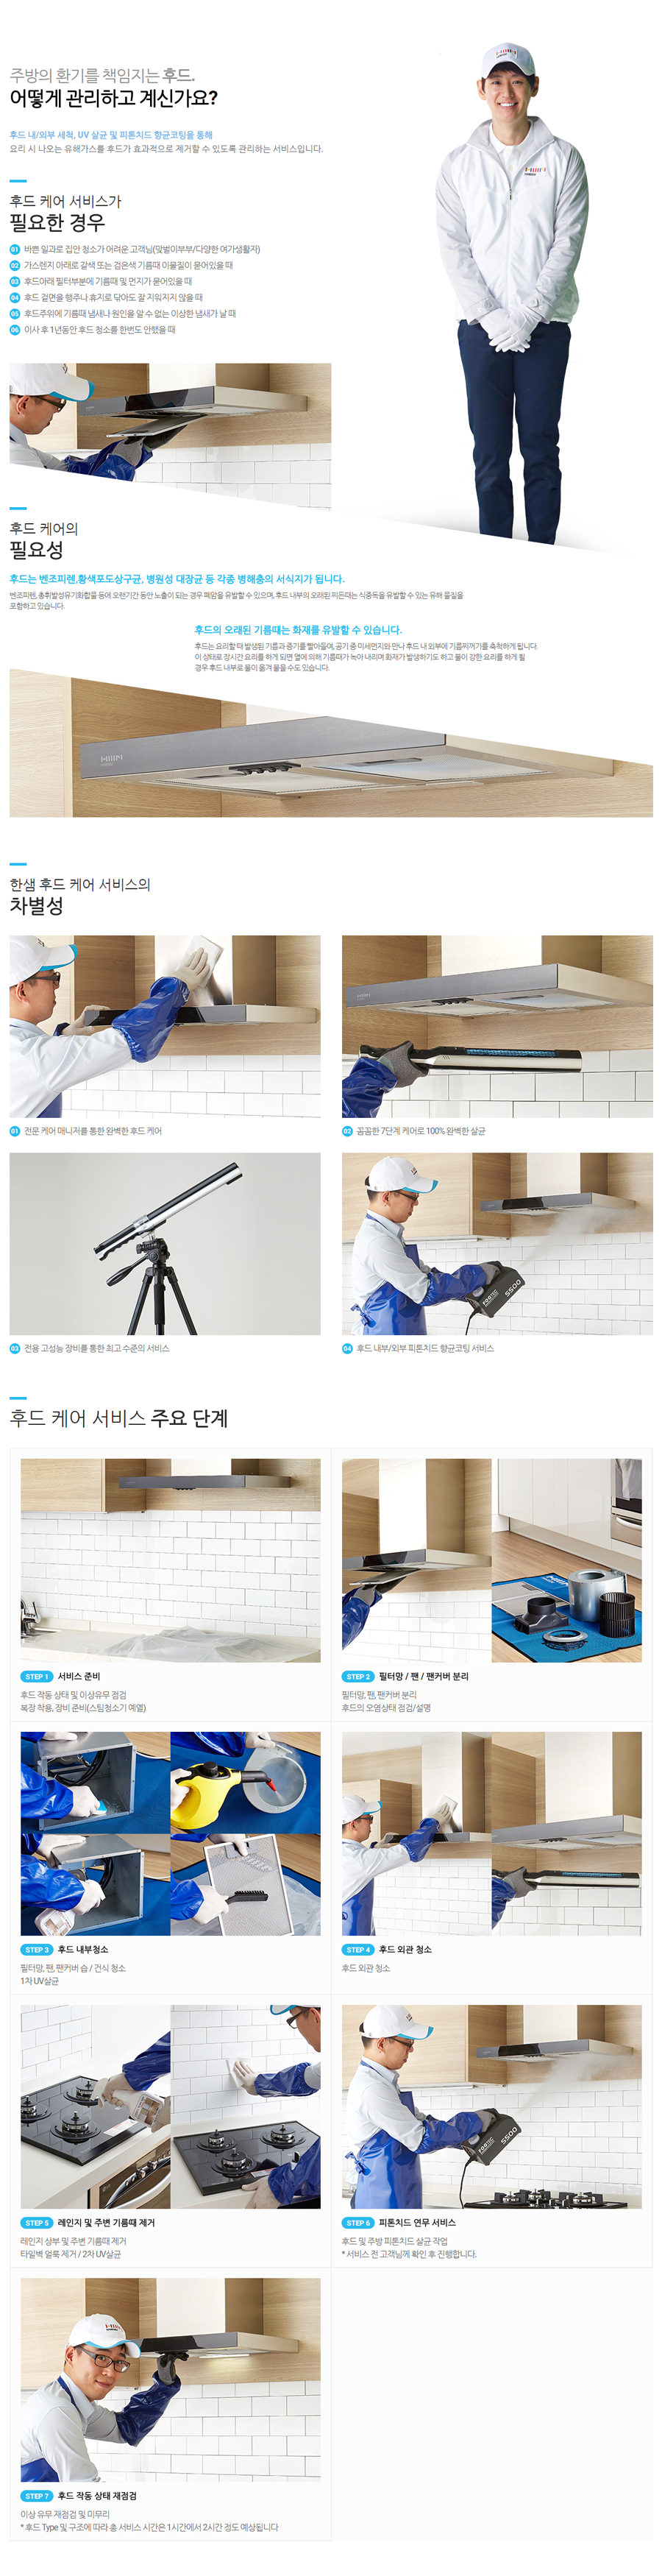 주방의 환기를 책임지는 후드.
어떻게 관리하고 계신가요?
후드 내/외부 세척, UV 살균 및 피톤치드 향균코팅을 통해
요리 시 나오는 유해가스를 후드가 효과적으로 제거할 수 있도록 관리하는 서비스입니다.
후드 케어 서비스가
필요한 경우
01 바쁜 일과로 집안 청소가 어려운 고객님(맞벌이부부/다양한 여가생활자)
02 가스렌지 아래로 갈색 또는 검은색 기름때 이물질이 묻어있을 때
03 후드아래 필터부분에 기름때 및 먼지가 묻어있을 때
04 후드 겉면을 행주나 휴지로 닦아도 잘 지워지지 않을 때
05 후드주위에 기름때 냄새나 원인을 알 수 없는 이상한 냄새가 날 때
06 이사 후 1년동안 후드 청소를 한번도 안했을 때
후드 케어의
필요성
후드는 벤조피렌,황색포도상구균, 병원성 대장균 등 각종 병해충의 서식지가 됩니다.
벤조피렌, 총휘발성유기화합물 등에 오랜기간 동안 노출이 되는 경우 폐암을 유발할 수 있으며, 후드 내부의 오래된 찌든때는 식중독을 유발할 수 있는 유해 물질을
포함하고 있습니다.
후드의 오래된 기름때는 화재를 유발할 수 있습니다.
후드는 요리할 때 발생된 기름과 증기를 빨아들여, 공기 중 미세먼지와 만나 후드 내 외부에 기름찌꺼기를 축적하게 됩니다.
이 상태로 장시간 요리를 하게 되면 열에 의해 기름때가 녹아 내리며 화재가 발생하기도 하고 불이 강한 요리를 하게 될
경우 후드 내부로 불이 옮겨 붙을 수도 있습니다.
한샘 후드 케어 서비스의
차별성
01 전문 케어 매니저를 통한 완벽한 후드 케어
02 꼼꼼한 7단계 케어로 100% 완벽한 살균
03 전용 고성능 장비를 통한 최고 수준의 서비스
S500
04 후드 내부/외부 피톤치드 향균코팅 서비스
후드 케어 서비스 주요 단계
STEP 1 서비스 준비
후드 작동 상태 및 이상유무 점검
복장 착용, 장비 준비(스팀청소기 예열)
STEP 2 필터망 / 팬 / 팬커버 분리
필터망, 팬, 팬커버 분리
후드의 오염상태 점검/설명
STEP 3 후드 내부청소
필터망, 팬, 팬커버 습 / 건식 청소
1차 UV살균
STEP 4 후드 외관 청소
후드 외관 청소
STEP 5 레인지 및 주변 기름때 제거
레인지 상부 및 주변 기름때 제거
타일벽 얼룩 제거 / 2차 UV살균
S500
STEP 6 피톤치드 연무 서비스
후드 및 주방 피톤치드 살균 작업
* 서비스 전 고객님께 확인 후 진행합니다.
STEP 7 후드 작동 상태 재점검
이상 유무 재점검 및 마무리
* 후드 Type 및 구조에 따라 총 서비스 시간은 1시간에서 2시간 정도 예상됩니다